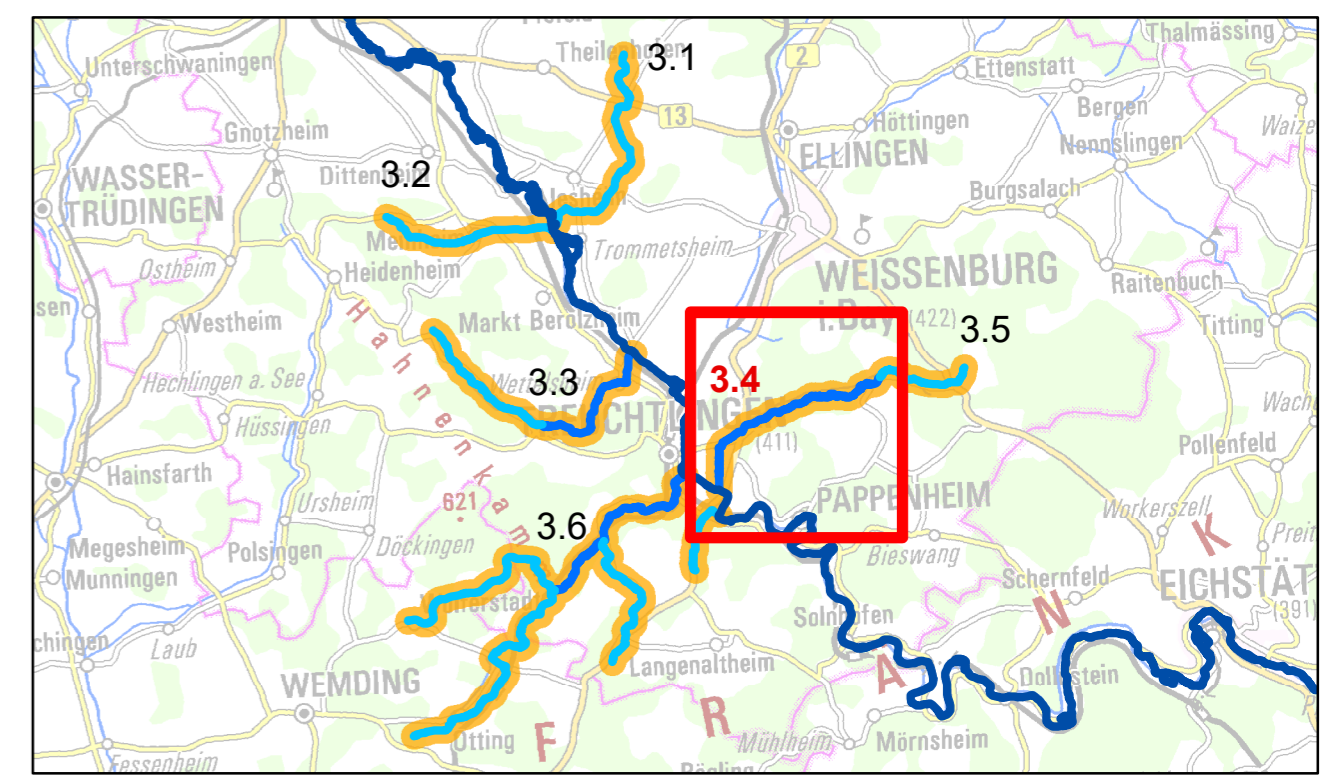 Thalmässing
Unterschwaningen
3.1
2
Ettenstatt
Bergen
13
Höttingen
Gnotzheim
ELLINGEN
Nennslingen
WASSER-
TRÜDINGEN
3.2
Burgsalach
Trommetsheim
Ostheim
Heidenheim
WEISSENBURG
Raitenbuch
sen
Westheim
Markt Berolzheim
i. Bay.
(422)
3.5
Titting
Hechlingen a. See
3.3
3.4
Hüssingen
(411)
Pollenfeld
Hahnenkam
Hainsfarth
Ursheim
621
PAPPENHEIM
Workerszell
3.6
Megesheim
Polsingen
Döckingen
Bieswang
Munningen
Schernfeld
EICHSTÄT
(391)
Solnhofen
Laub
Langenaltheim
Dollnstein
WEMDING
F R A N K
Otting
Mühlheim
Mörnsheim
Fessenheim